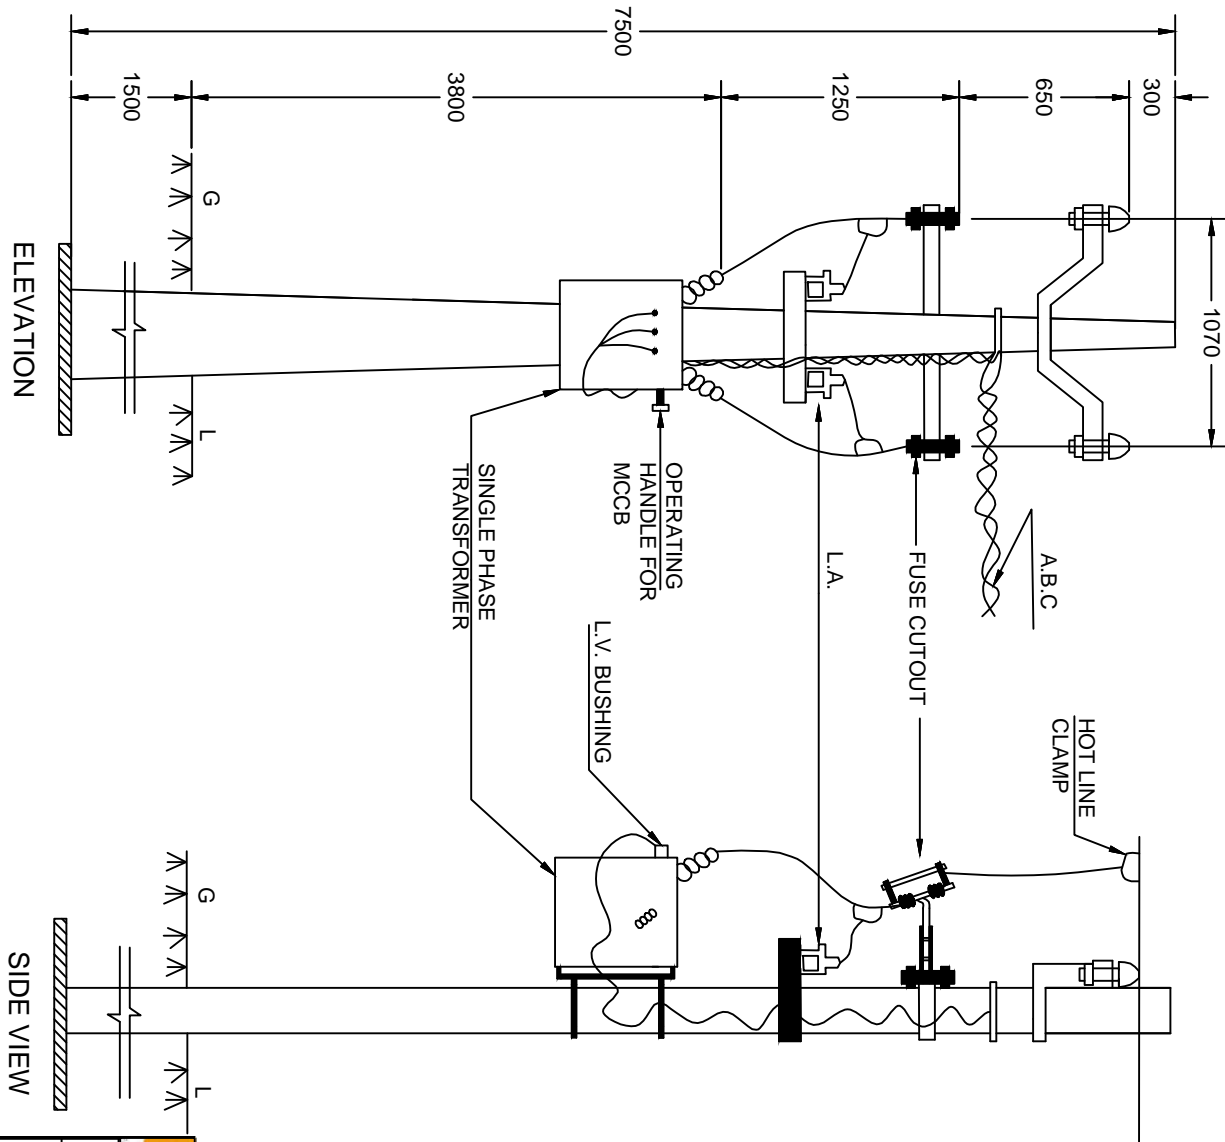 7500
300
650
1250
3800
1500
1070
A.B.C
HOT LINE
CLAMP
FUSE CUTOUT
L.A.
OPERATING
HANDLE FOR
MCCB
L.V. BUSHING
SINGLE PHASE
TRANSFORMER
G
L
G
L
ELEVATION
SIDE VIEW